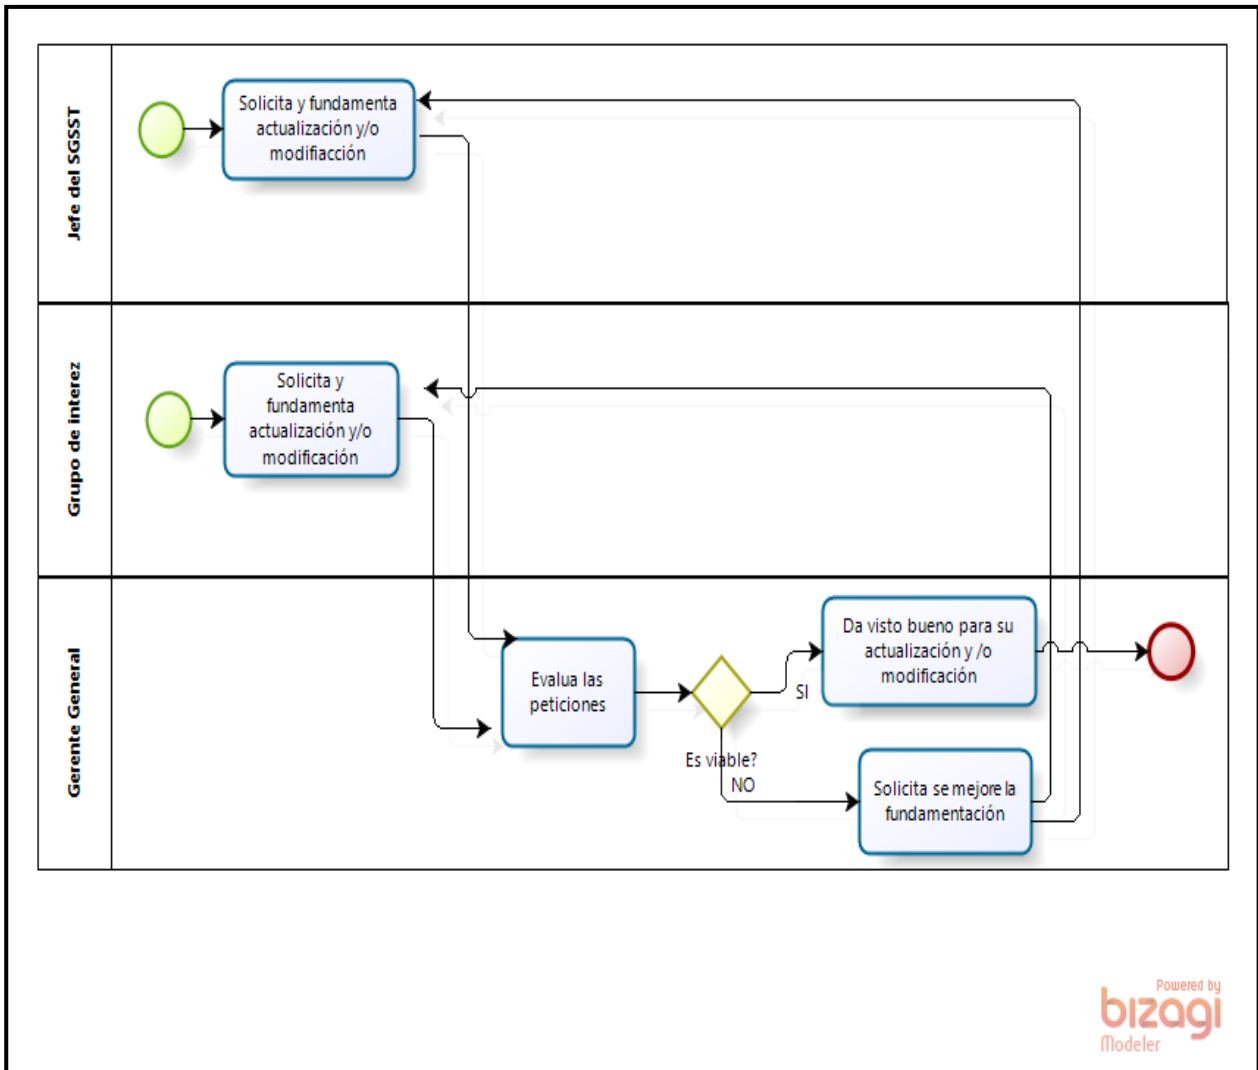 Jefe del SGSST
Solicita y fundamenta
actualización y/o
modifiacción
Grupo de interez
Solicita y
fundamenta
actualización y/o
modificación
Gerente General
Evalua las
peticiones
Es viable?
SI
NO
Da visto bueno para su
actualización y /o
modificación
Solicita se mejore la
fundamentación
Powered by
bizagi
Modeler